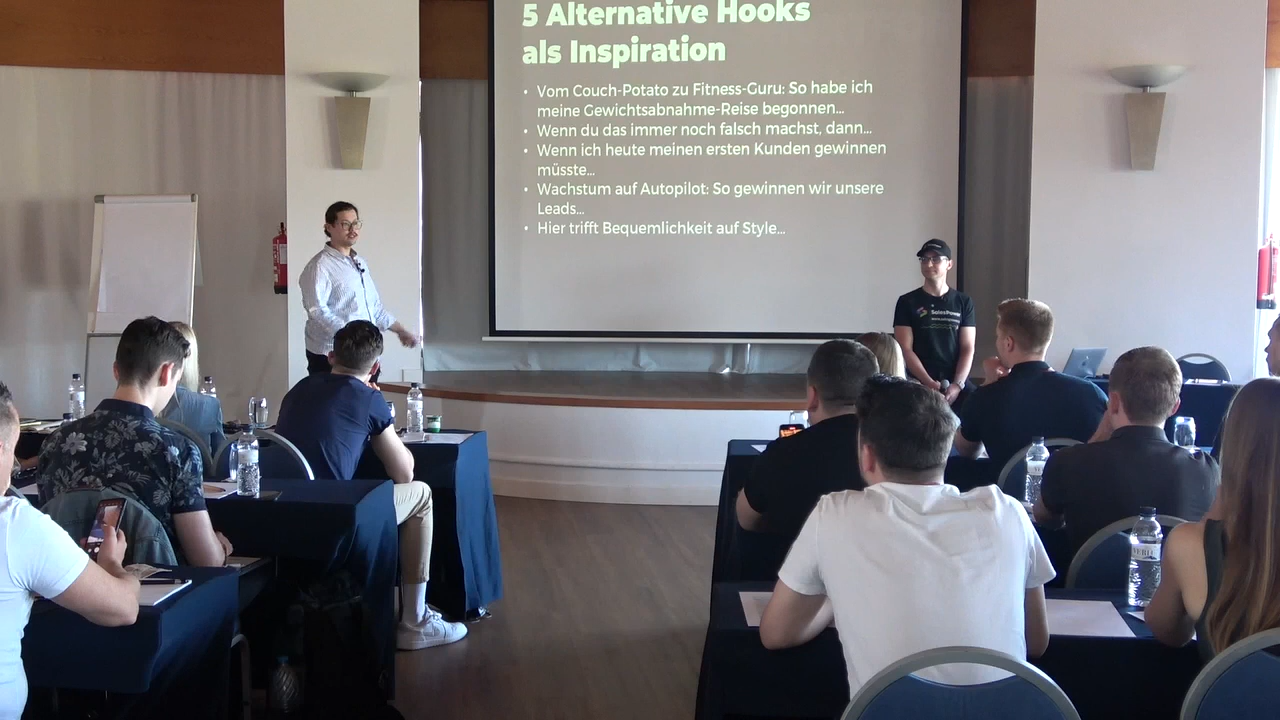 5 Alternative Hooks
als Inspiration
• Vom Couch-Potato zu Fitness-Guru: So habe ich
meine Gewichtsabnahme-Reise begonnen...
• Wenn du das immer noch falsch machst, dann...
• Wenn ich heute meinen ersten Kunden gewinnen
müsste...
• Wachstum auf Autopilot: So gewinnen wir unsere
Leads...
• Hier trifft Bequemlichkeit auf Style...